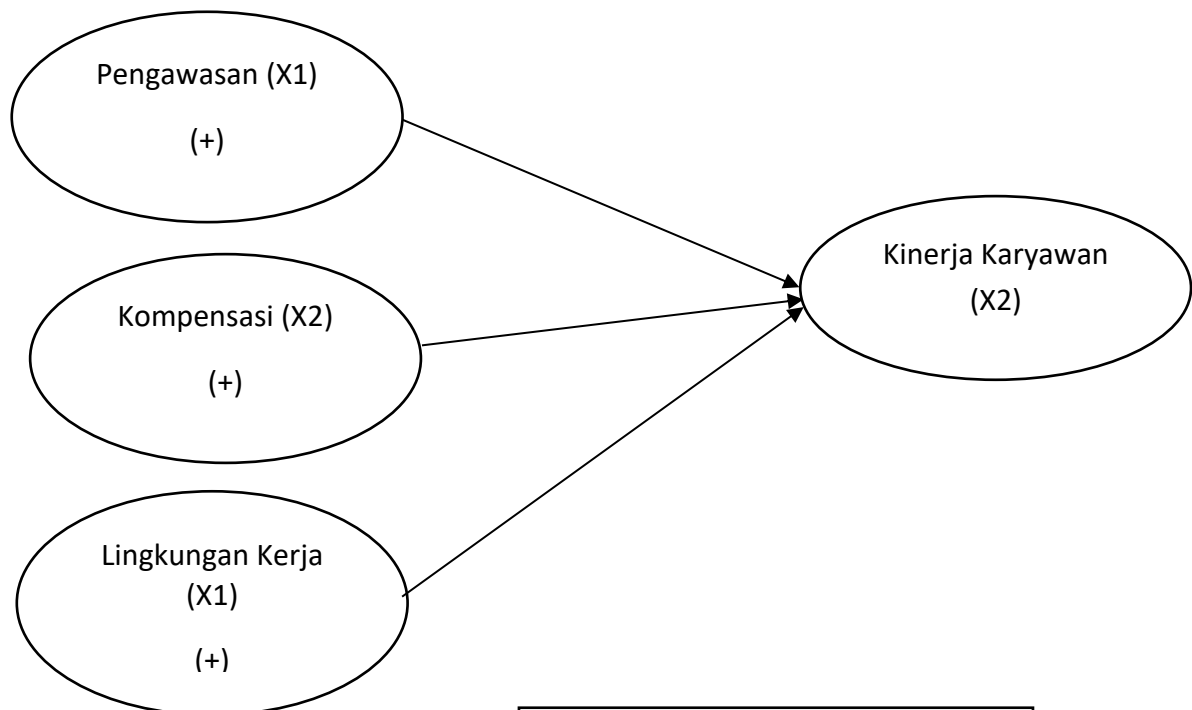 Pengawasan (X1)
(+)
Kompensasi (X2)
(+)
Lingkungan Kerja
(X1)
(+)
Kinerja Karyawan
(X2)